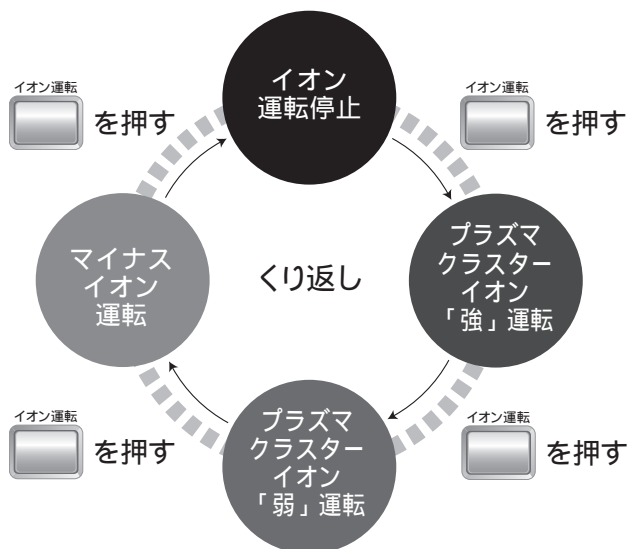 イオン
運転停止
イオン運転
を押す
イオン運転
を押す
プラズマ
クラスター
イオン
「強」運転
マイナス
イオン
運転
くり返し
イオン運転
を押す
イオン運転
を押す
プラズマ
クラスター
イオン
「弱」運転